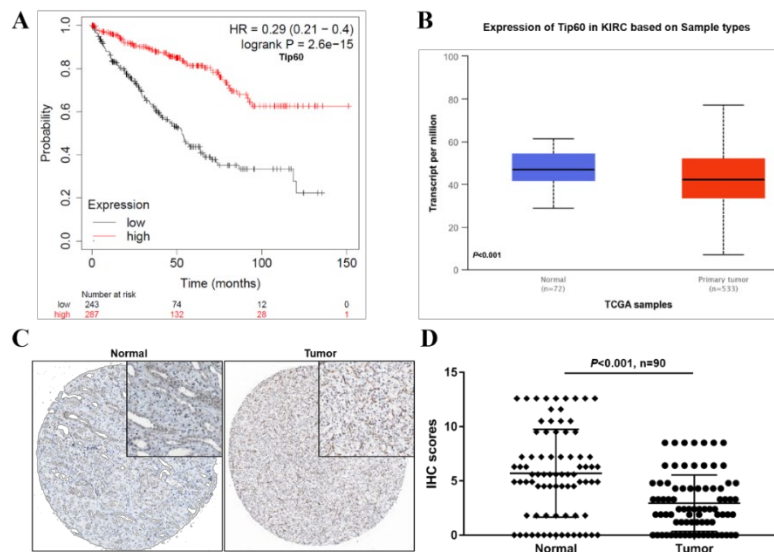 A
HR = 0.29 (0.21 − 0.4)
logrank P = 2.6e−15
Tip60
Probability
1.0
0.8
0.6
0.4
0.2
0.0
Expression
low
high
0 50 100 150
Time (months)
Number at risk
low 243 74 12 0
high 287 132 28 1
B
Expression of Tip60 in KIRC based on Sample types
Transcript per million
100
80
60
40
20
0
P<0.001
Normal
(n=72)
Primary tumor
(n=533)
TCGA samples
C
Normal
Tumor
D
P<0.001, n=90
IHC scores
15
10
5
0
Normal Tumor